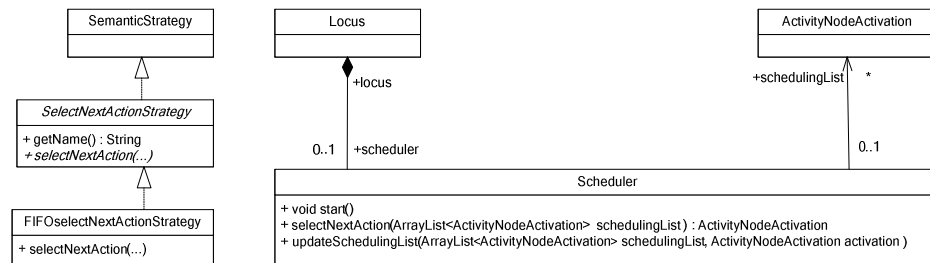 SemanticStrategy
Locus
ActivityNodeActivation
+locus
+schedulingList *
SelectNextActionStrategy
+ getName() : String
+ selectNextAction(...)
0..1 +scheduler
0..1
Scheduler
+ void start()
+ selectNextAction(ArrayList<ActivityNodeActivation> schedulingList) : ActivityNodeActivation
+ updateSchedulingList(ArrayList<ActivityNodeActivation> schedulingList, ActivityNodeActivation activation )
FIFOselectNextActionStrategy
+ selectNextAction(...)